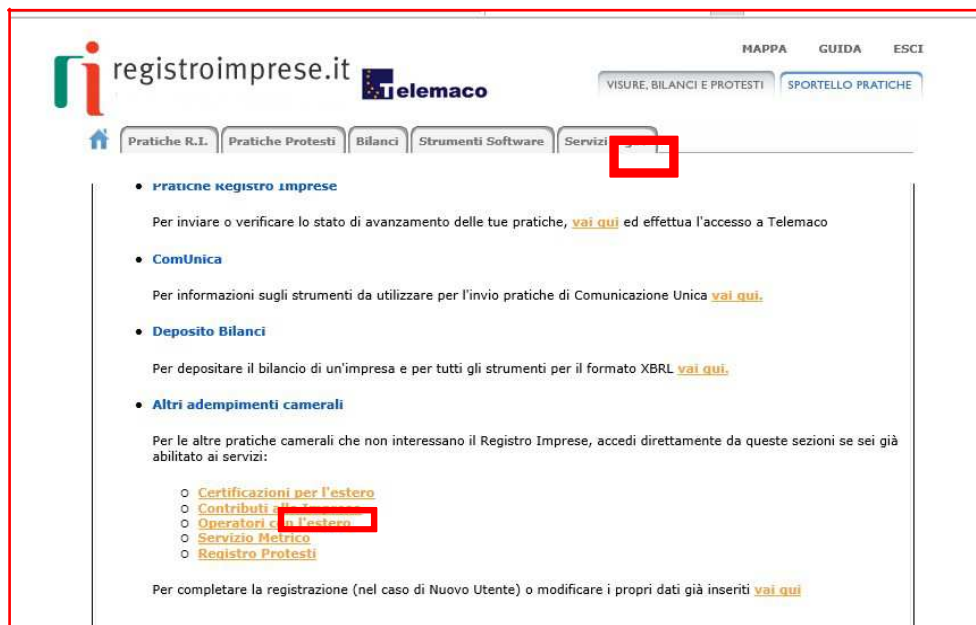 MAPPA GUIDA ESCI
registroimprese.it Telemaco
VISURE, BILANCI E PROTESTI SPORTELLO PRATICHE
Pratiche R.I. Pratiche Protesti Bilanci Strumenti Software Servizi
Pratiche Registro Imprese
Per inviare o verificare lo stato di avanzamento delle tue pratiche, vai qui ed effettua l'accesso a Telemaco
ComUnica
Per informazioni sugli strumenti da utilizzare per l'invio pratiche di Comunicazione Unica vai qui.
Deposito Bilanci
Per depositare il bilancio di un'impresa e per tutti gli strumenti per il formato XBRL vai qui.
Altri adempimenti camerali
Per le altre pratiche camerali che non interessano il Registro Imprese, accedi direttamente da queste sezioni se sei già
abilitato ai servizi:
Certificazioni per l'estero
Contributi alle Imprese
Operatori con l'estero
Servizio Metrico
Registro Protesti
Per completare la registrazione (nel caso di Nuovo Utente) o modificare i propri dati già inseriti vai qui